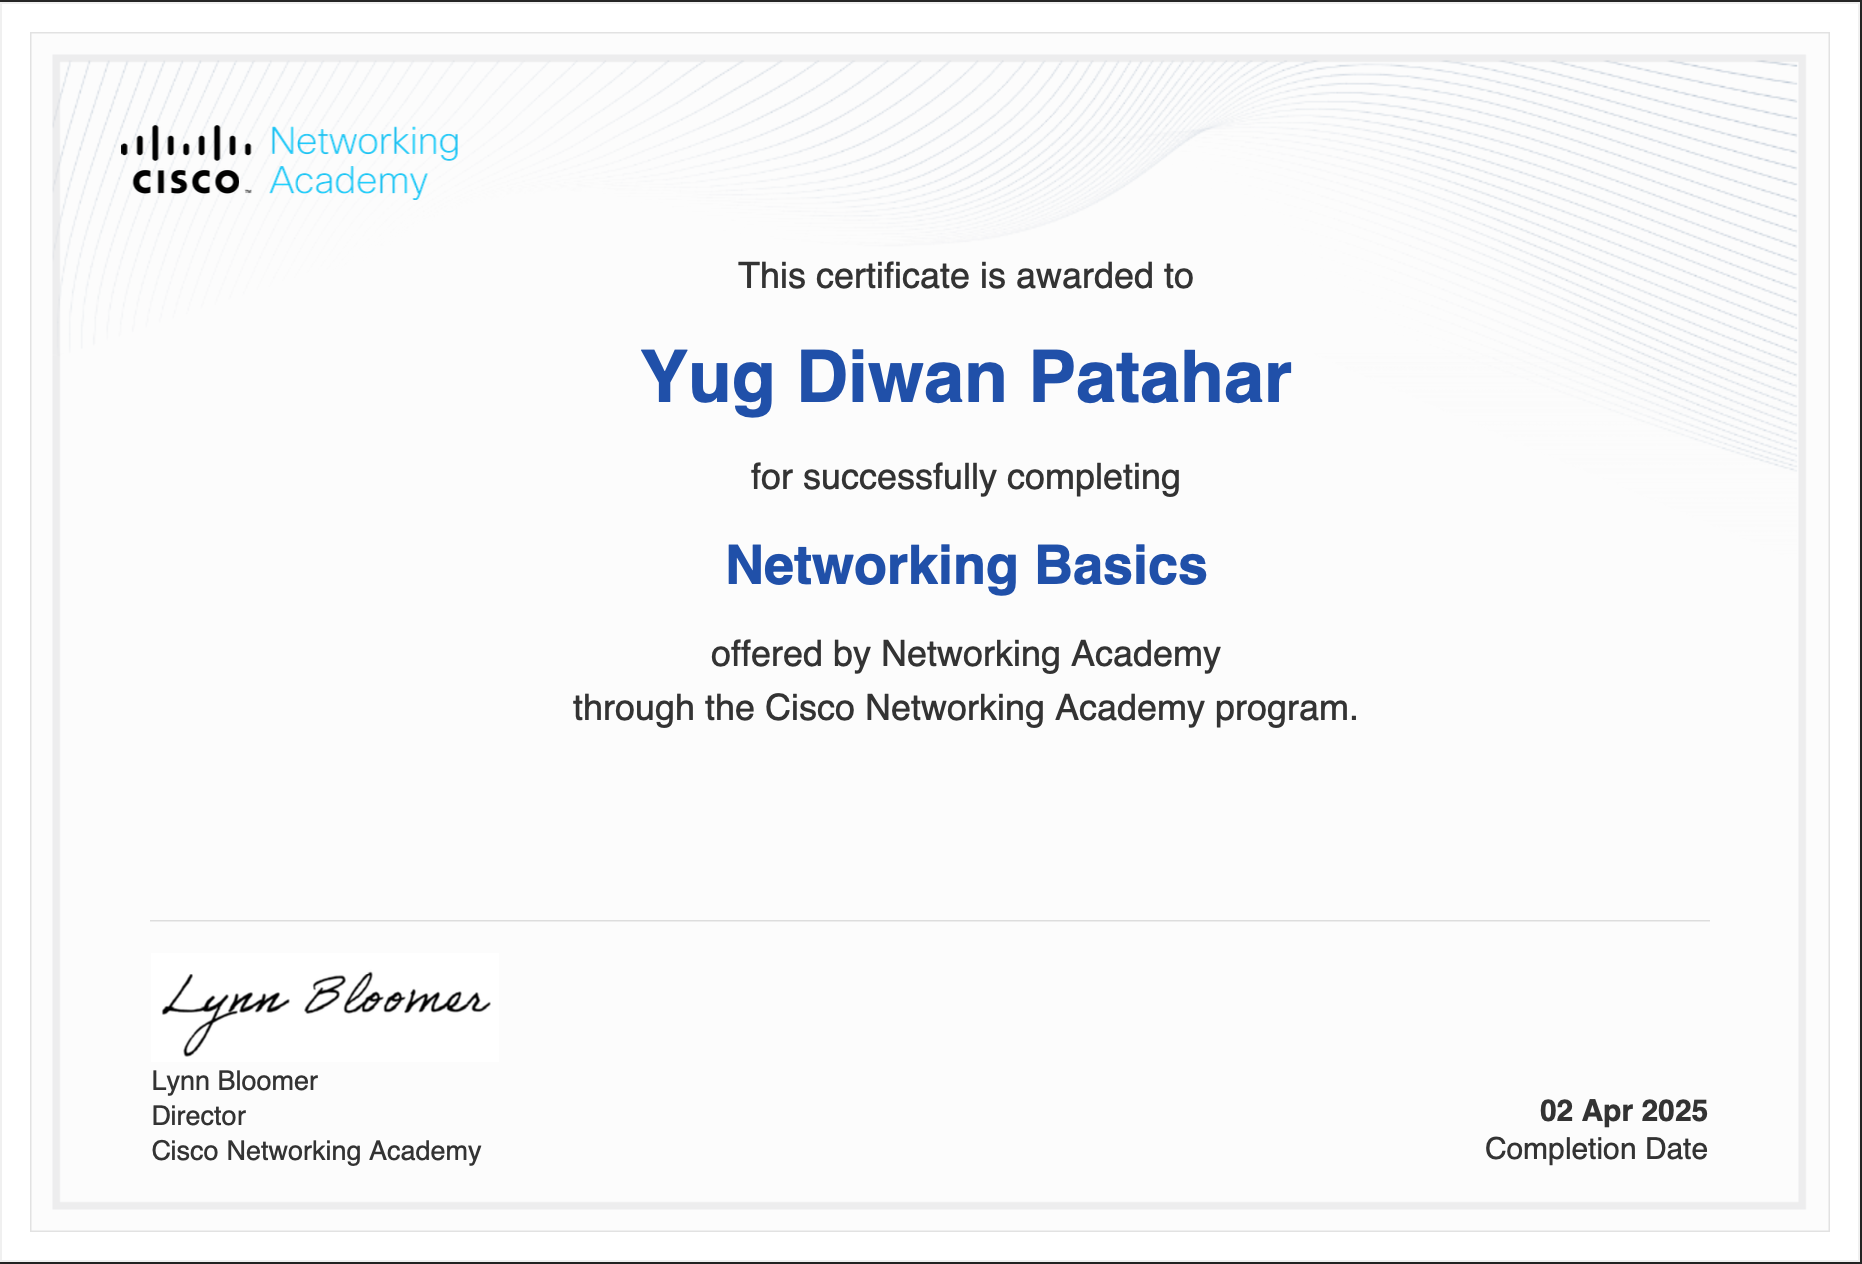 CISCO™ Networking
Academy
This certificate is awarded to
Yug Diwan Patahar
for successfully completing
Networking Basics
offered by Networking Academy
through the Cisco Networking Academy program.
Lynn Bloomer
Lynn Bloomer
Director
Cisco Networking Academy
02 Apr 2025
Completion Date